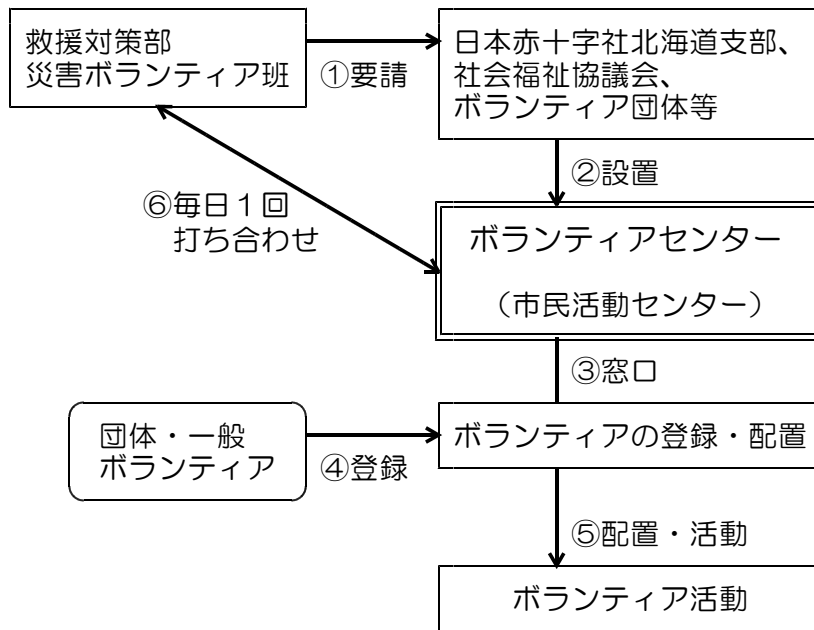 救援対策部
災害ボランティア班
①要請
日本赤十字社北海道支部、
社会福祉協議会、
ボランティア団体等
②設置
⑥毎日１回
打ち合わせ
ボランティアセンター
（市民活動センター）
③窓口
団体・一般
ボランティア
④登録
ボランティアの登録・配置
⑤配置・活動
ボランティア活動